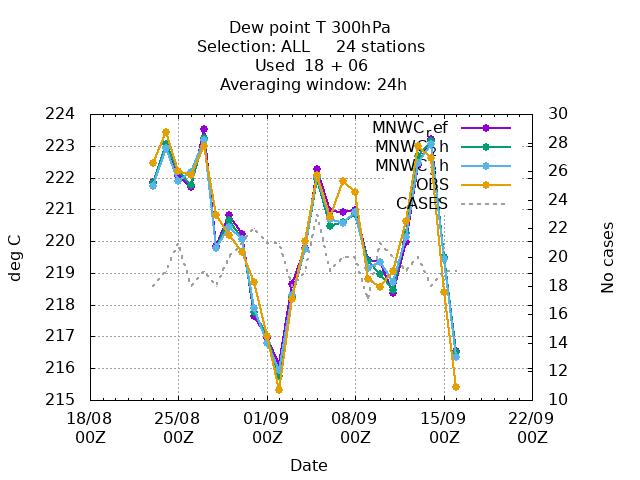 Dew point T 300hPa
Selection: ALL 24 stations
Used 18 + 06
Averaging window: 24h
224
223
222
221
220
219
218
217
216
215
30
28
26
24
22
20
18
16
14
12
10
MNWCref
OBS
CASES
deg C
No cases
18/08 25/08 01/09 08/09 15/09 22/09
00Z 00Z 00Z 00Z 00Z 00Z
Date